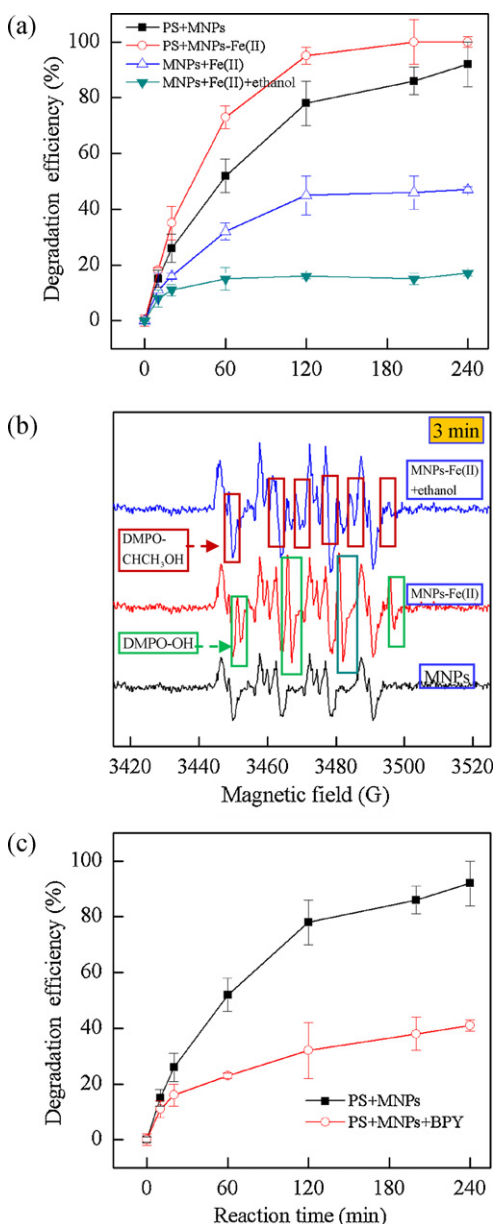 (a)
PS+MNPs
PS+MNPs-Fe(II)
MNPs+Fe(II)
MNPs+Fe(II)+ethanol
Degradation efficiency (%)
100
80
60
40
20
0
0 60 120 180 240
(b)
3 min
MNPs-Fe(II)
+ethanol
DMPO-
CHCH₃OH
MNPs-Fe(II)
DMPO-OH
MNPs
3420 3440 3460 3480 3500 3520
Magnetic field (G)
(c)
Degradation efficiency (%)
100
80
60
40
20
0
PS+MNPs
PS+MNPs+BPY
0 60 120 180 240
Reaction time (min)